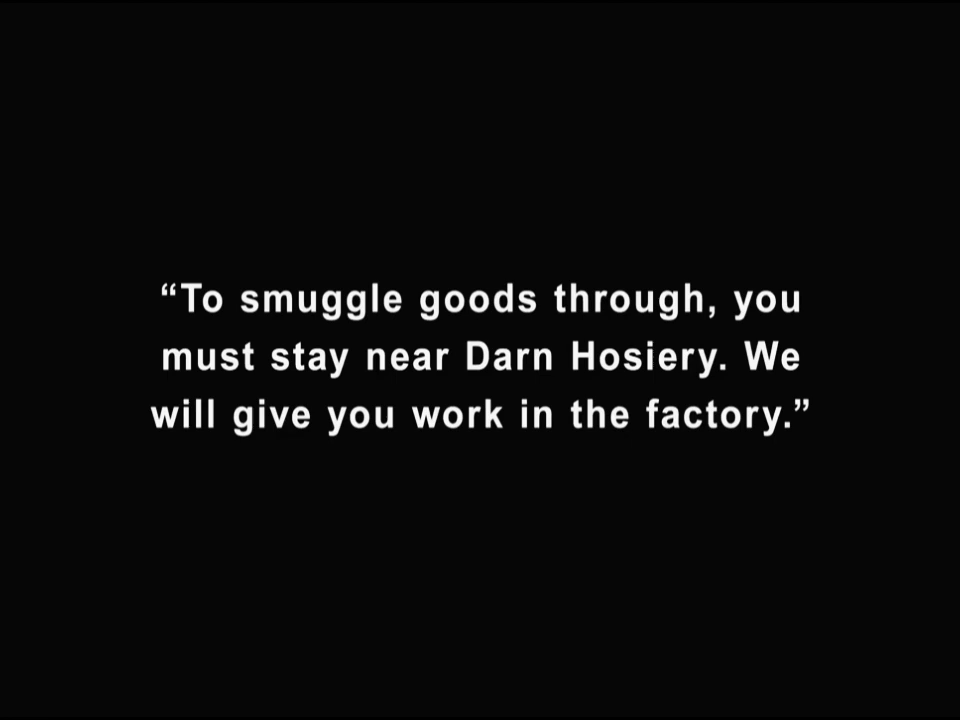 “To smuggle goods through, you
must stay near Darn Hosiery. We
will give you work in the factory.”